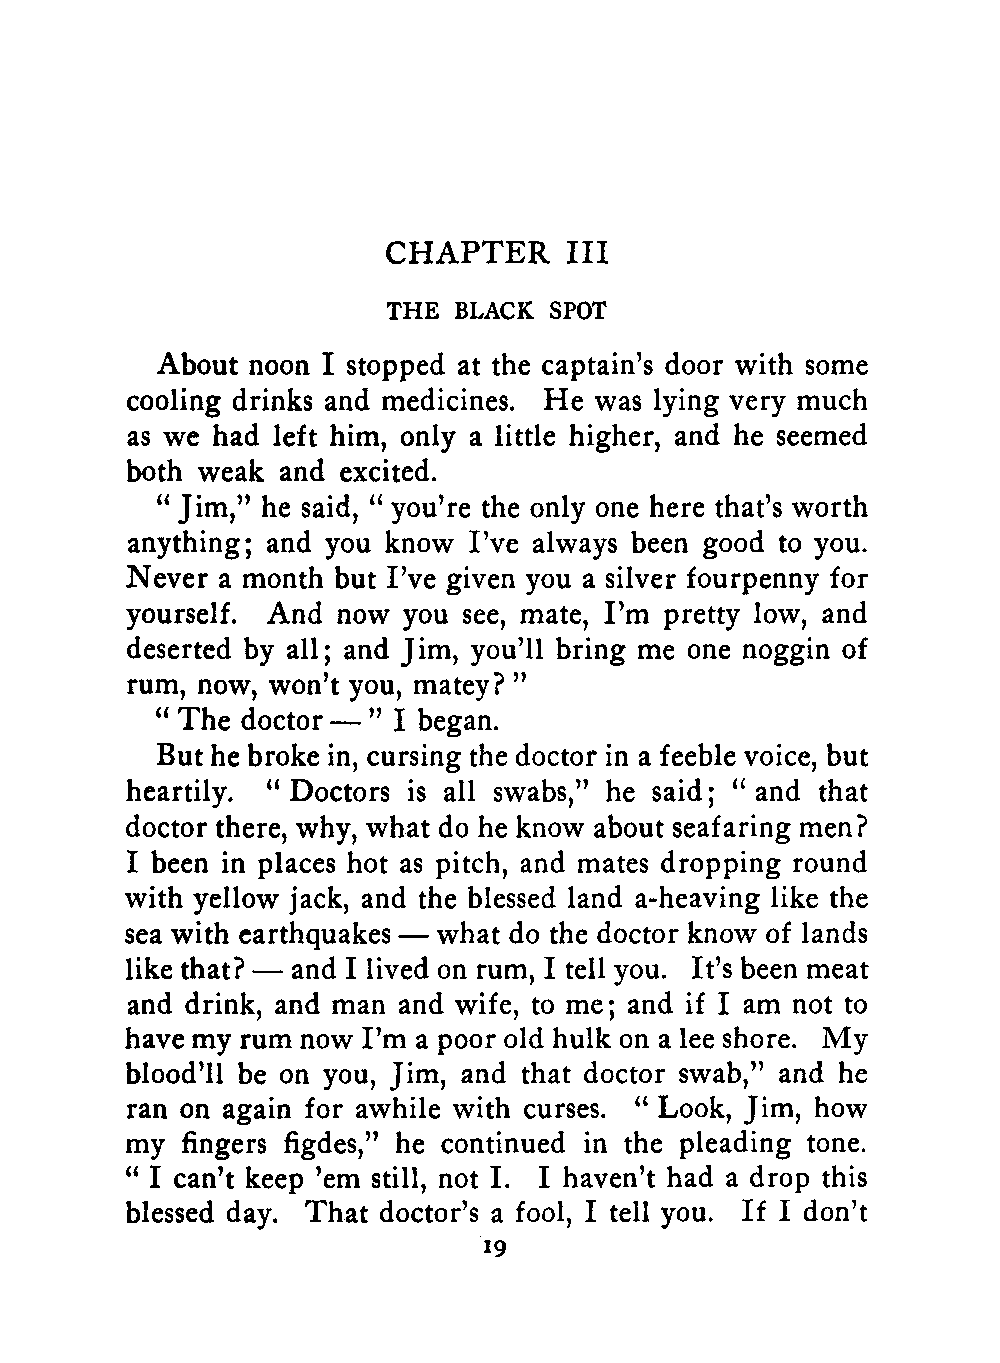 CHAPTER III
THE BLACK SPOT
About noon I stopped at the captain's door with some
cooling drinks and medicines. He was lying very much
as we had left him, only a little higher, and he seemed
both weak and excited.
“ Jim,” he said, “ you're the only one here that's worth
anything; and you know I've always been good to you.
Never a month but I've given you a silver fourpenny for
yourself. And now you see, mate, I'm pretty low, and
deserted by all; and Jim, you'll bring me one noggin of
rum, now, won't you, matey? ”
“ The doctor — ” I began.
But he broke in, cursing the doctor in a feeble voice, but
heartily. “ Doctors is all swabs,” he said; “ and that
doctor there, why, what do he know about seafaring men?
I been in places hot as pitch, and mates dropping round
with yellow jack, and the blessed land a-heaving like the
sea with earthquakes — what do the doctor know of lands
like that? — and I lived on rum, I tell you. It's been meat
and drink, and man and wife, to me; and if I am not to
have my rum now I'm a poor old hulk on a lee shore. My
blood'll be on you, Jim, and that doctor swab,” and he
ran on again for awhile with curses. “ Look, Jim, how
my fingers figdes,” he continued in the pleading tone.
“ I can't keep 'em still, not I. I haven't had a drop this
blessed day. That doctor's a fool, I tell you. If I don't
19